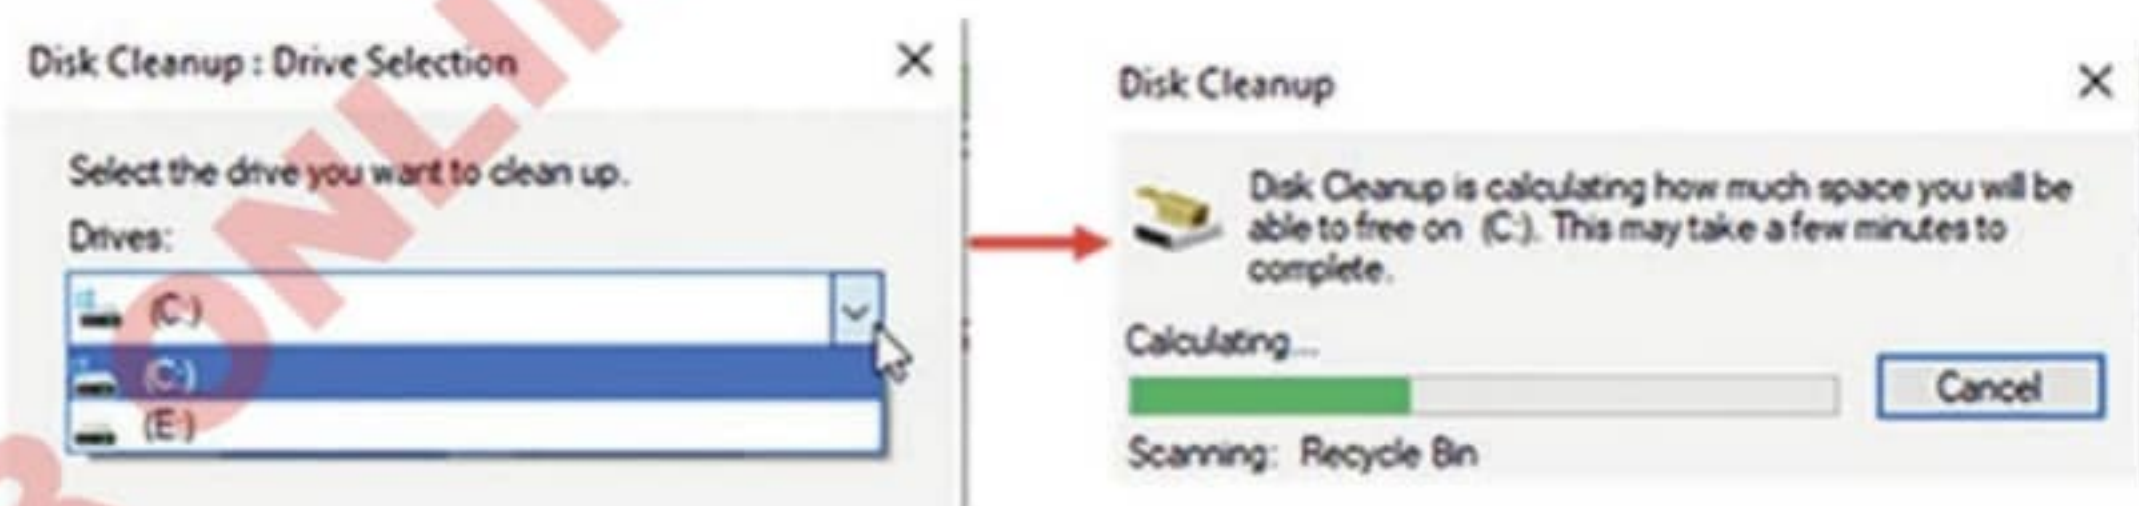 Disk Cleanup : Drive Selection
Select the drive you want to clean up.
Drives:
(C:)
(C:)
(E:)
Disk Cleanup
Disk Cleanup is calculating how much space you will be
able to free on (C:). This may take a few minutes to
complete.
Calculating...
Cancel
Scanning: Recycle Bin